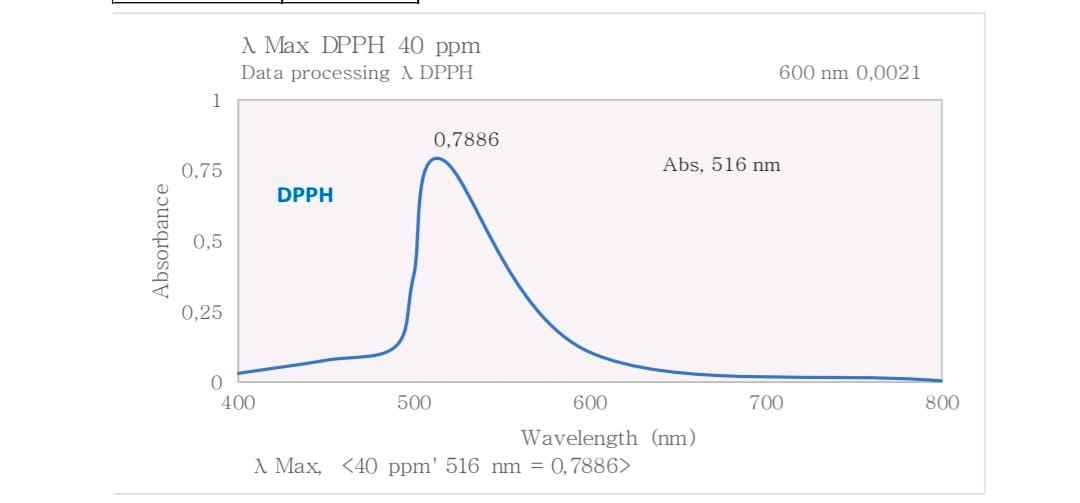 λ Max DPPH 40 ppm
Data processing λ DPPH
600 nm 0,0021
1
0,7886
Abs, 516 nm
0,75
DPPH
0,5
Absorbance
0,25
0
400
500
600
700
800
Wavelength (nm)
λ Max, <40 ppm' 516 nm = 0,7886>